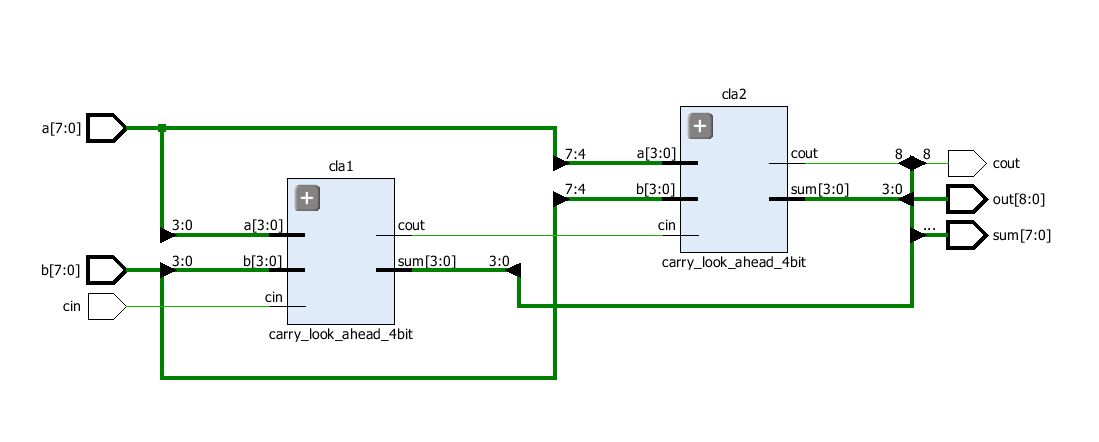 cla2
a[7:0]
7:4 a[3:0] cout 8 8 cout
cla1
7:4 b[3:0] sum[3:0] 3:0 out[8:0]
3:0 a[3:0] cout cin ... sum[7:0]
carry_look_ahead_4bit
b[7:0] 3:0 b[3:0] sum[3:0] 3:0
cin cin
carry_look_ahead_4bit